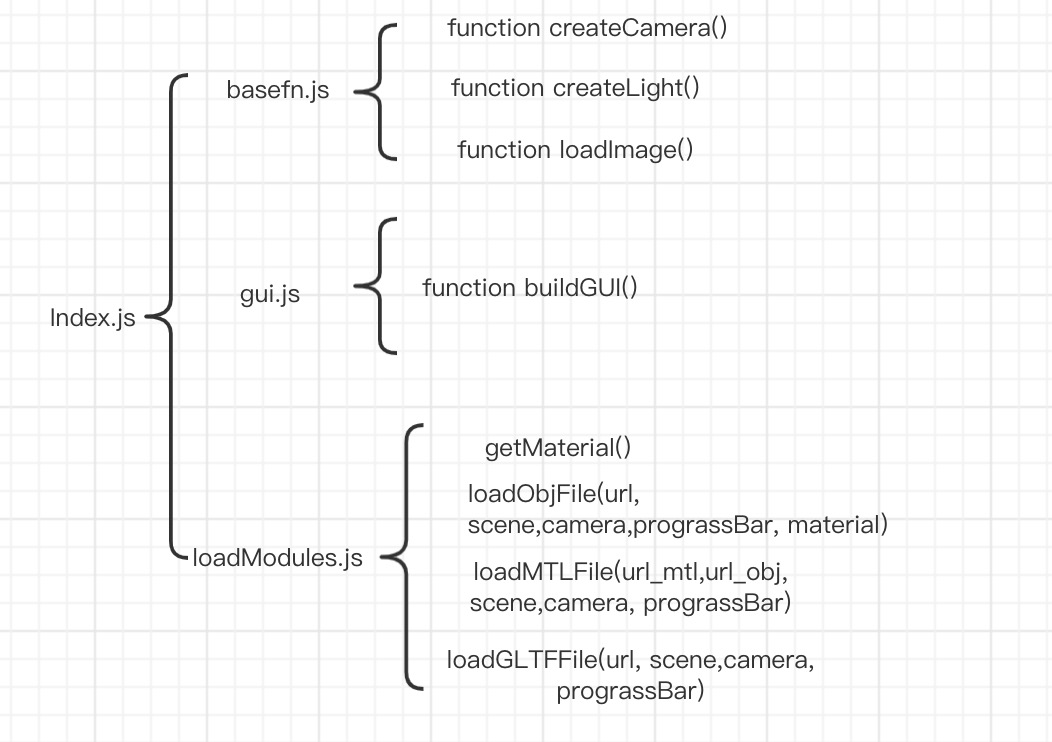 function createCamera()
basefn.js
function createLight()
function loadImage()
gui.js
function buildGUI()
Index.js
getMaterial()
loadObjFile(url,
scene,camera,prograssBar, material)
loadModules.js
loadMTLFile(url_mtl,url_obj,
scene,camera, prograssBar)
loadGLTFFile(url, scene,camera,
prograssBar)